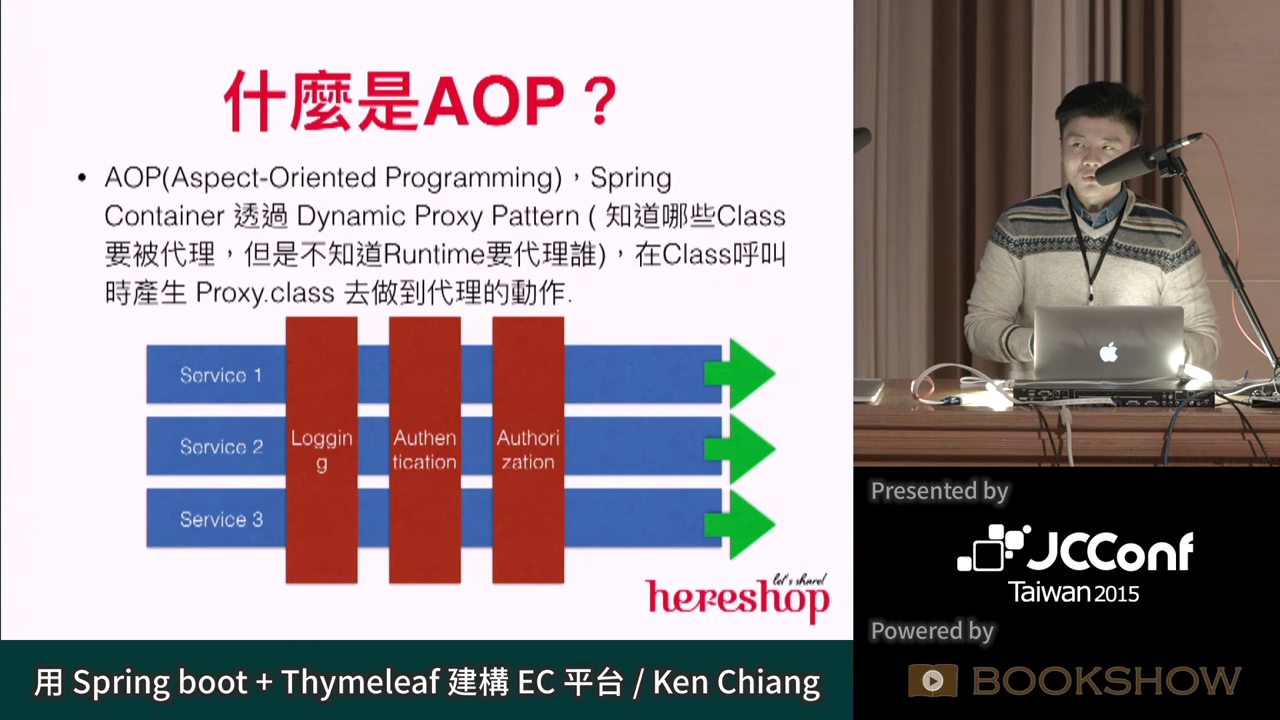 什麼是AOP？
• AOP(Aspect-Oriented Programming)，Spring
Container 透過 Dynamic Proxy Pattern ( 知道哪些Class
要被代理，但是不知道Runtime要代理誰)，在Class呼叫
時產生 Proxy.class 去做到代理的動作.
Service 1
Service 2
Service 3
Loggin
g
Authen
tication
Authori
zation
let's share!
hereshop
Presented by
JCConf
Taiwan 2015
Powered by
BOOKSHOW
用 Spring boot + Thymeleaf 建構 EC 平台 / Ken Chiang